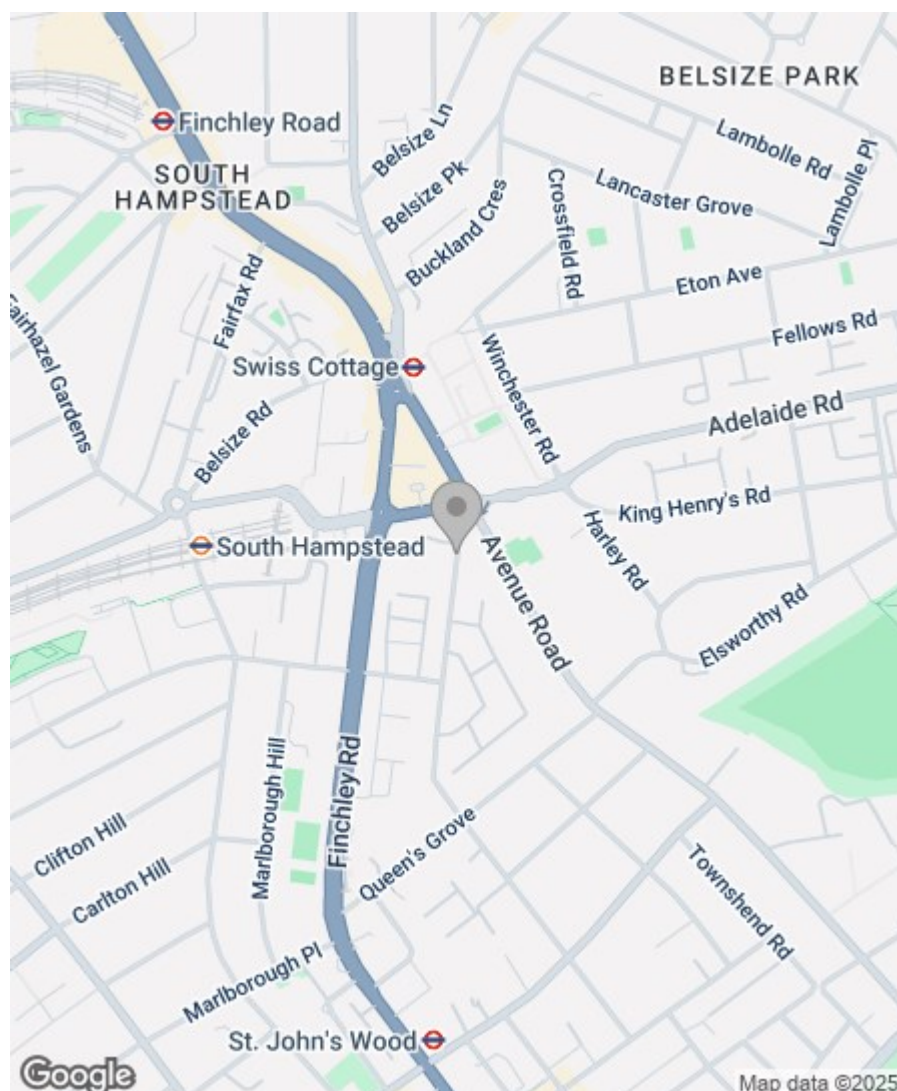 BELSIZE PARK
Finchley Road
SOUTH
HAMPSTEAD
Belsize Ln
Belsize Pk
Buckland Cres
Crossfield Rd
Lambolle Rd
Lancaster Grove
Lambolle Pl
Eton Ave
Fellows Rd
Fairfax Rd
Fairhazel Gardens
Swiss Cottage
Winchester Rd
Belsize Rd
Adelaide Rd
King Henry's Rd
South Hampstead
Avenue Road
Harley Rd
Elsworthy Rd
Finchley Rd
Marlborough Hill
Clifton Hill
Carlton Hill
Queen's Grove
Townshend Rd
Marlborough Pl
St. John's Wood
Google
Map data ©2025